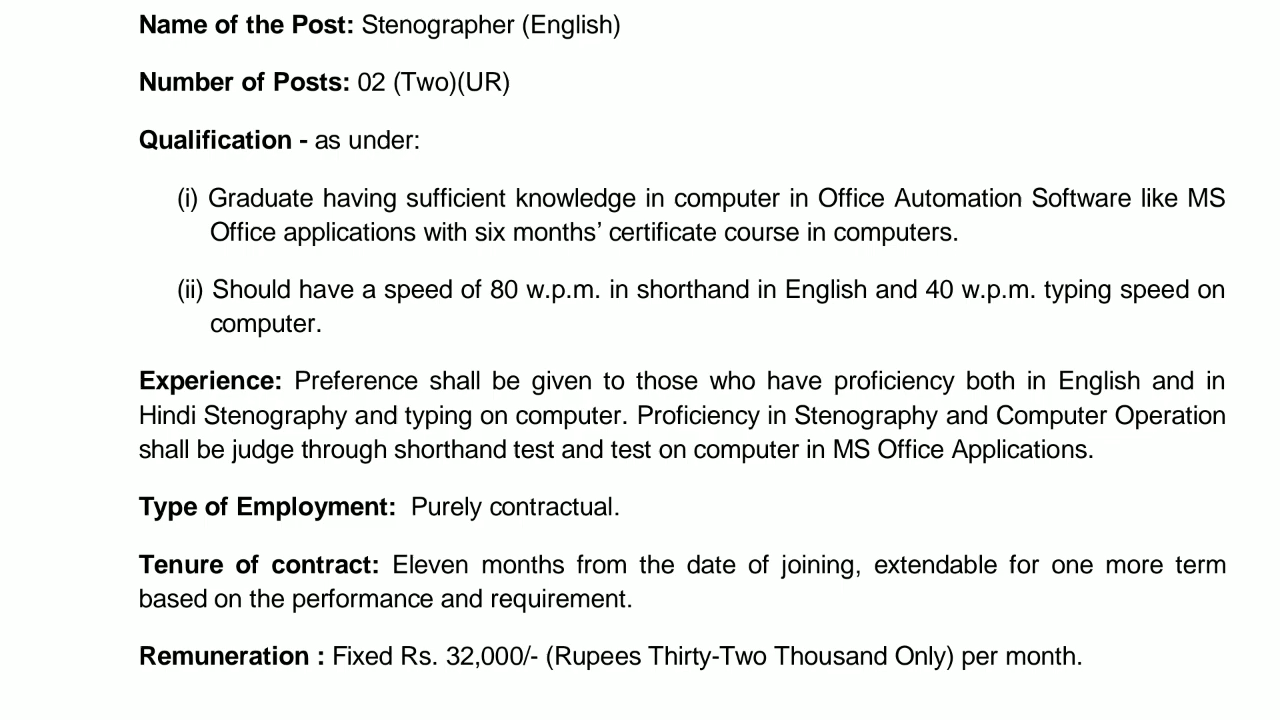 Name of the Post: Stenographer (English)
Number of Posts: 02 (Two)(UR)
Qualification - as under:
(i) Graduate having sufficient knowledge in computer in Office Automation Software like MS
Office applications with six months’ certificate course in computers.
(ii) Should have a speed of 80 w.p.m. in shorthand in English and 40 w.p.m. typing speed on
computer.
Experience: Preference shall be given to those who have proficiency both in English and in
Hindi Stenography and typing on computer. Proficiency in Stenography and Computer Operation
shall be judge through shorthand test and test on computer in MS Office Applications.
Type of Employment: Purely contractual.
Tenure of contract: Eleven months from the date of joining, extendable for one more term
based on the performance and requirement.
Remuneration : Fixed Rs. 32,000/- (Rupees Thirty-Two Thousand Only) per month.